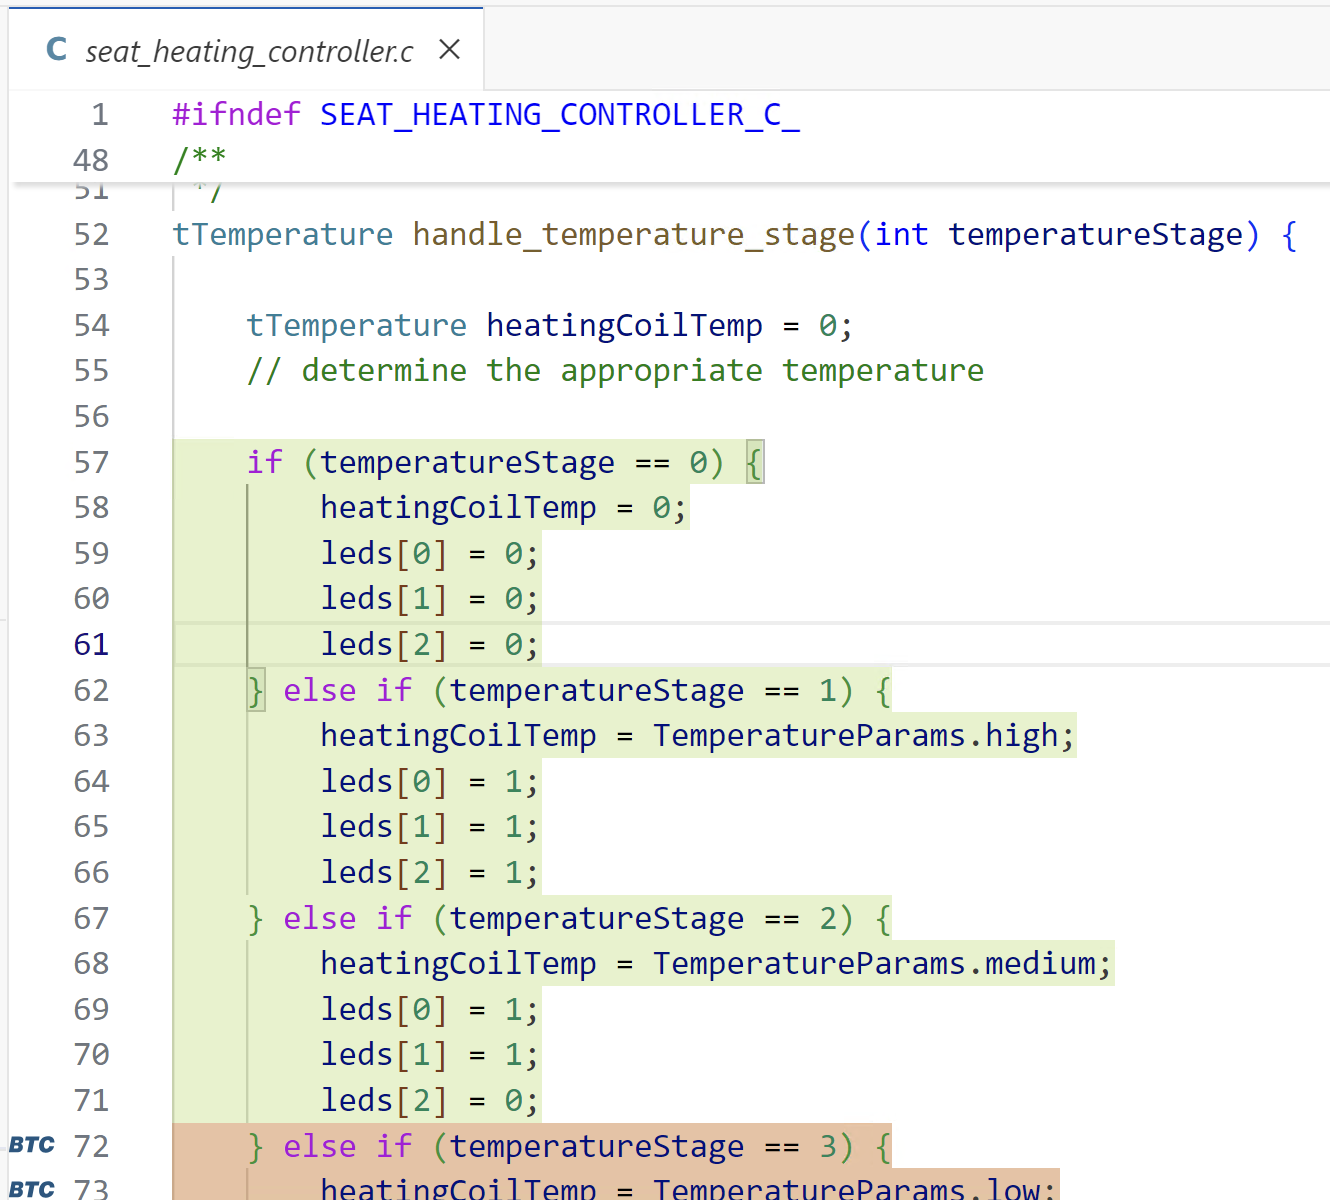 C seat_heating_controller.c ×
1 #ifndef SEAT_HEATING_CONTROLLER_C_
48 /**
51 */
52 tTemperature handle_temperature_stage(int temperatureStage) {
53
54 tTemperature heatingCoilTemp = 0;
55 // determine the appropriate temperature
56
57 if (temperatureStage == 0) {
58 heatingCoilTemp = 0;
59 leds[0] = 0;
60 leds[1] = 0;
61 leds[2] = 0;
62 } else if (temperatureStage == 1) {
63 heatingCoilTemp = TemperatureParams.high;
64 leds[0] = 1;
65 leds[1] = 1;
66 leds[2] = 1;
67 } else if (temperatureStage == 2) {
68 heatingCoilTemp = TemperatureParams.medium;
69 leds[0] = 1;
70 leds[1] = 1;
71 leds[2] = 0;
BTC 72 } else if (temperatureStage == 3) {
BTC 73 heatingCoilTemp = TemperatureParams.low;